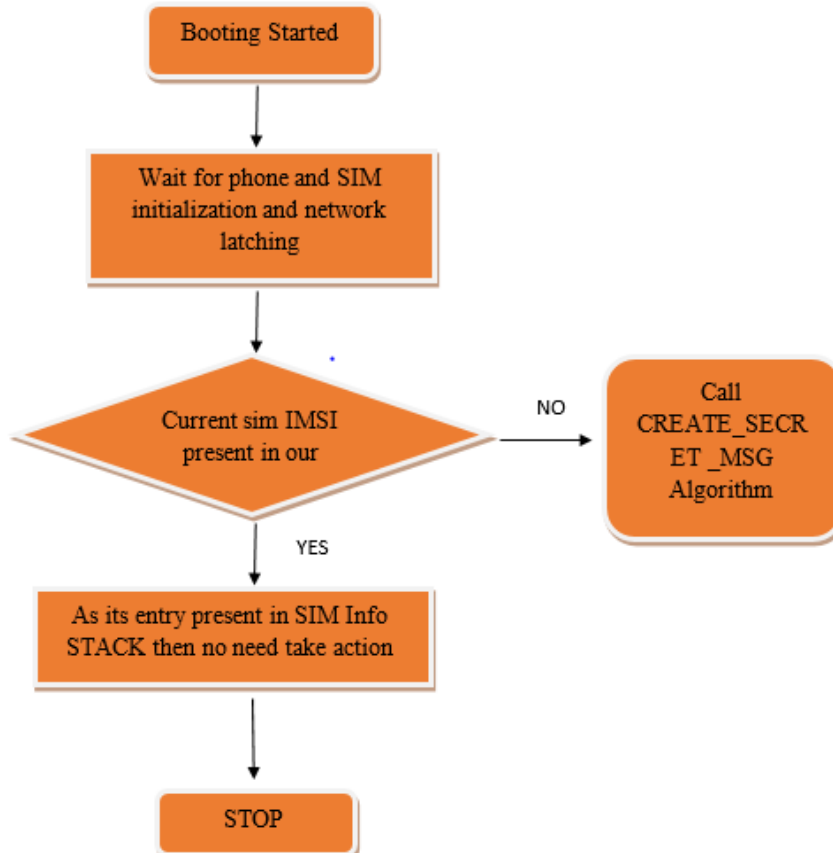 Booting Started
Wait for phone and SIM
initialization and network
latching
Current sim IMSI
present in our
NO
Call
CREATE_SECR
ET _MSG
Algorithm
YES
As its entry present in SIM Info
STACK then no need take action
STOP